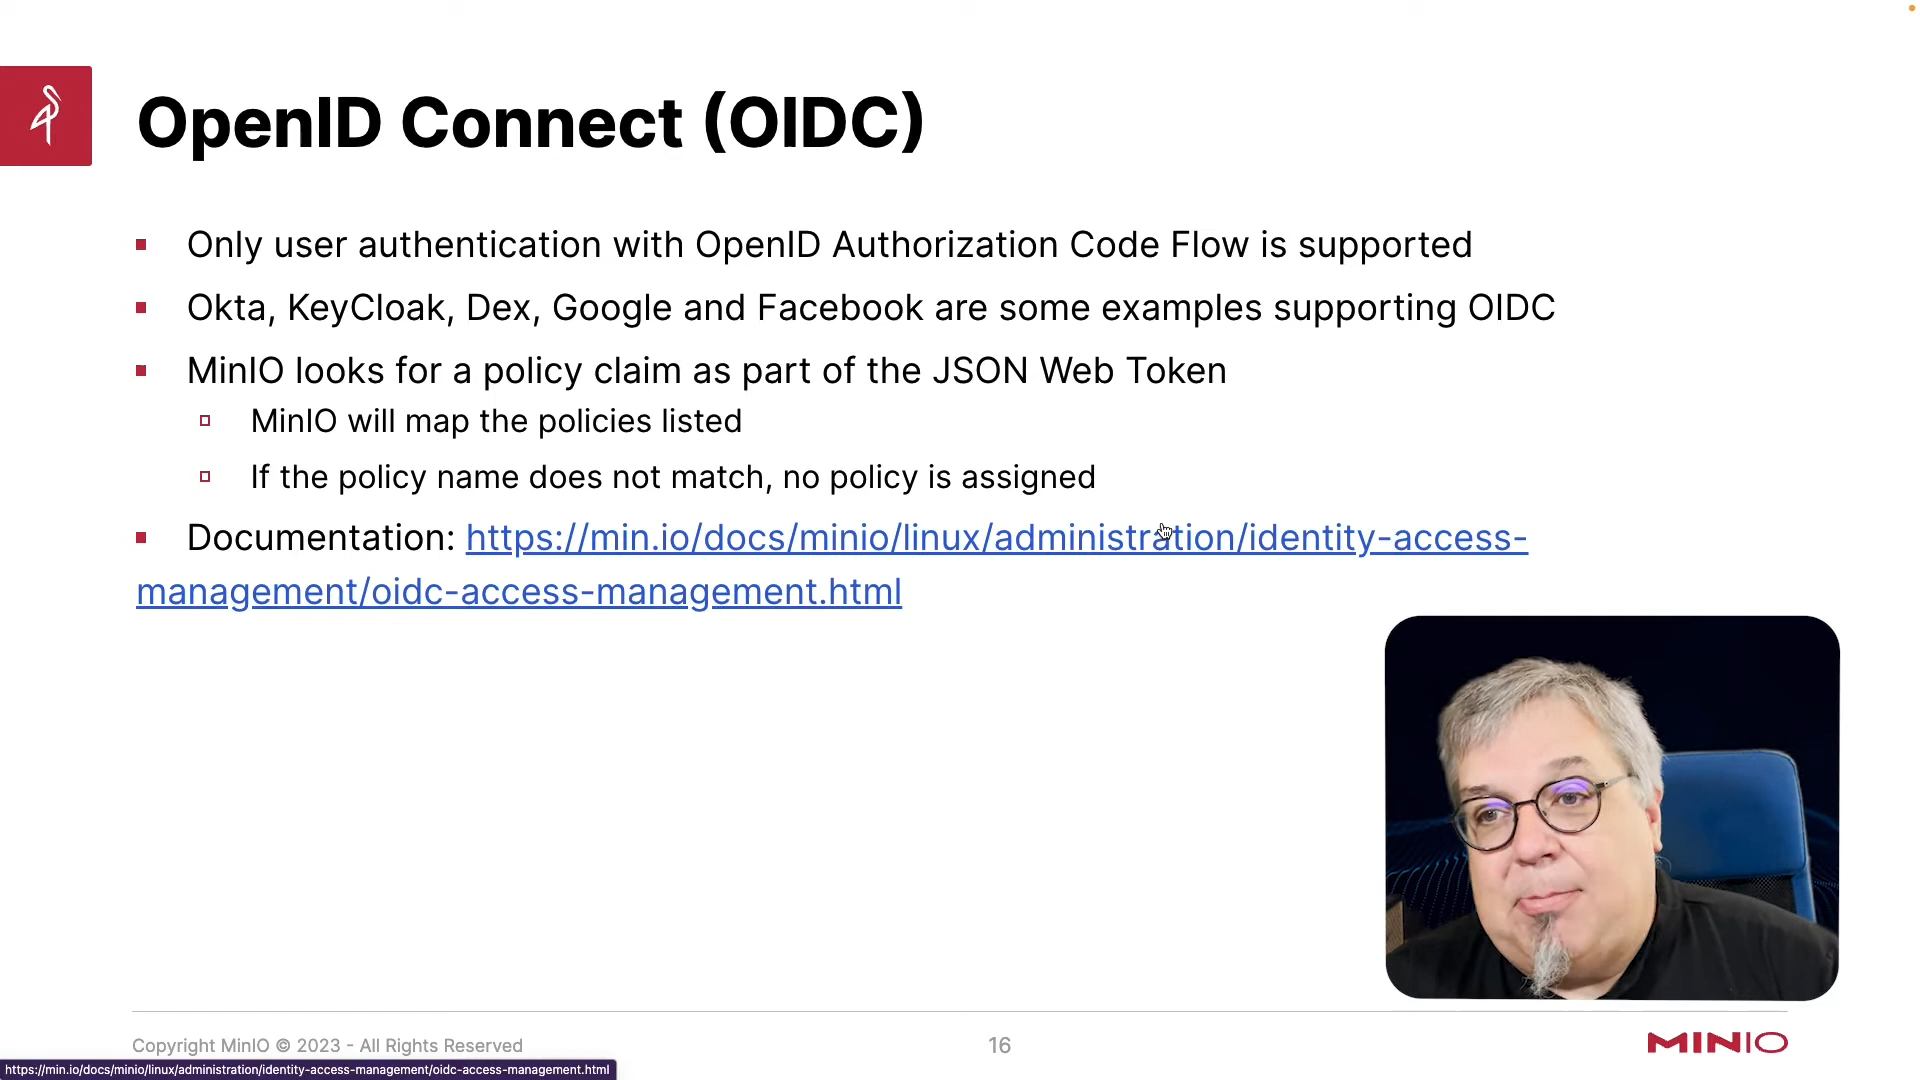 OpenID Connect (OIDC)
Only user authentication with OpenID Authorization Code Flow is supported
Okta, KeyCloak, Dex, Google and Facebook are some examples supporting OIDC
MinIO looks for a policy claim as part of the JSON Web Token
MinIO will map the policies listed
If the policy name does not match, no policy is assigned
Documentation: https://min.io/docs/minio/linux/administration/identity-access-
management/oidc-access-management.html
Copyright MinIO © 2023 - All Rights Reserved
16
MINIO
https://min.io/docs/minio/linux/administration/identity-access-management/oidc-access-management.html